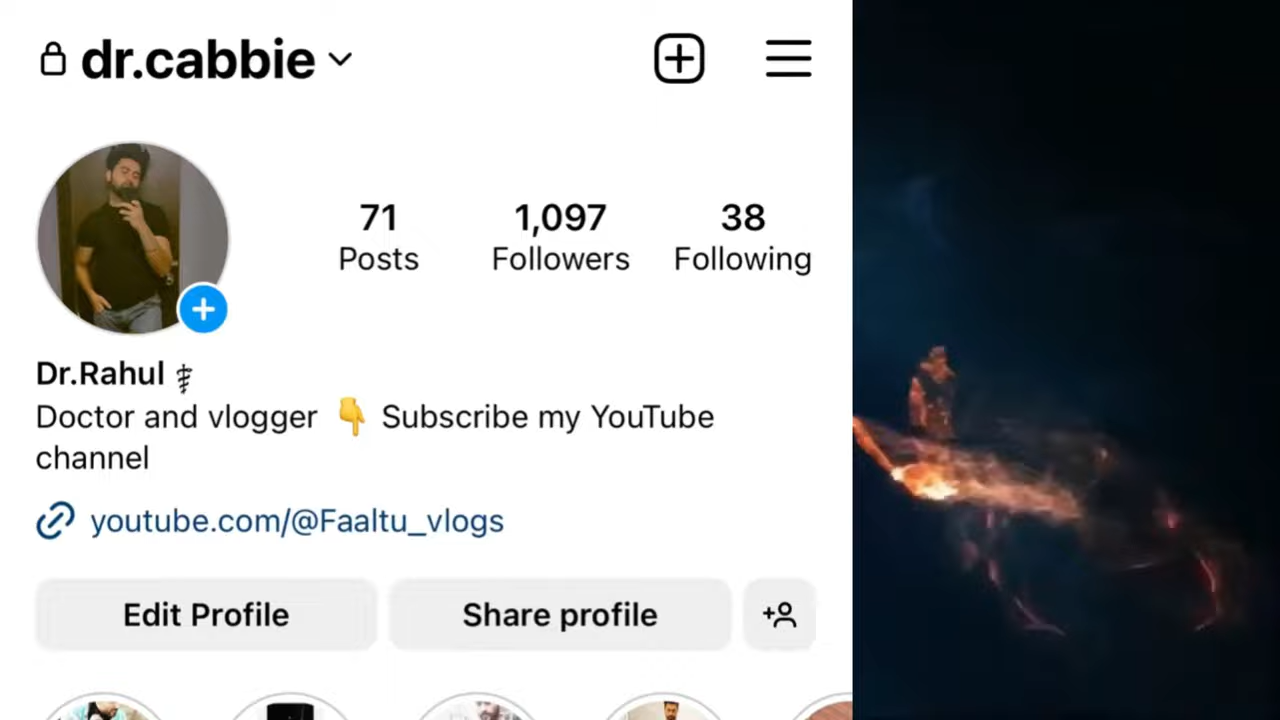 dr.cabbie
71 1,097 38
Posts Followers Following
Dr.Rahul ⚕
Doctor and vlogger 👇 Subscribe my YouTube
channel
youtube.com/@Faaltu_vlogs
Edit Profile Share profile